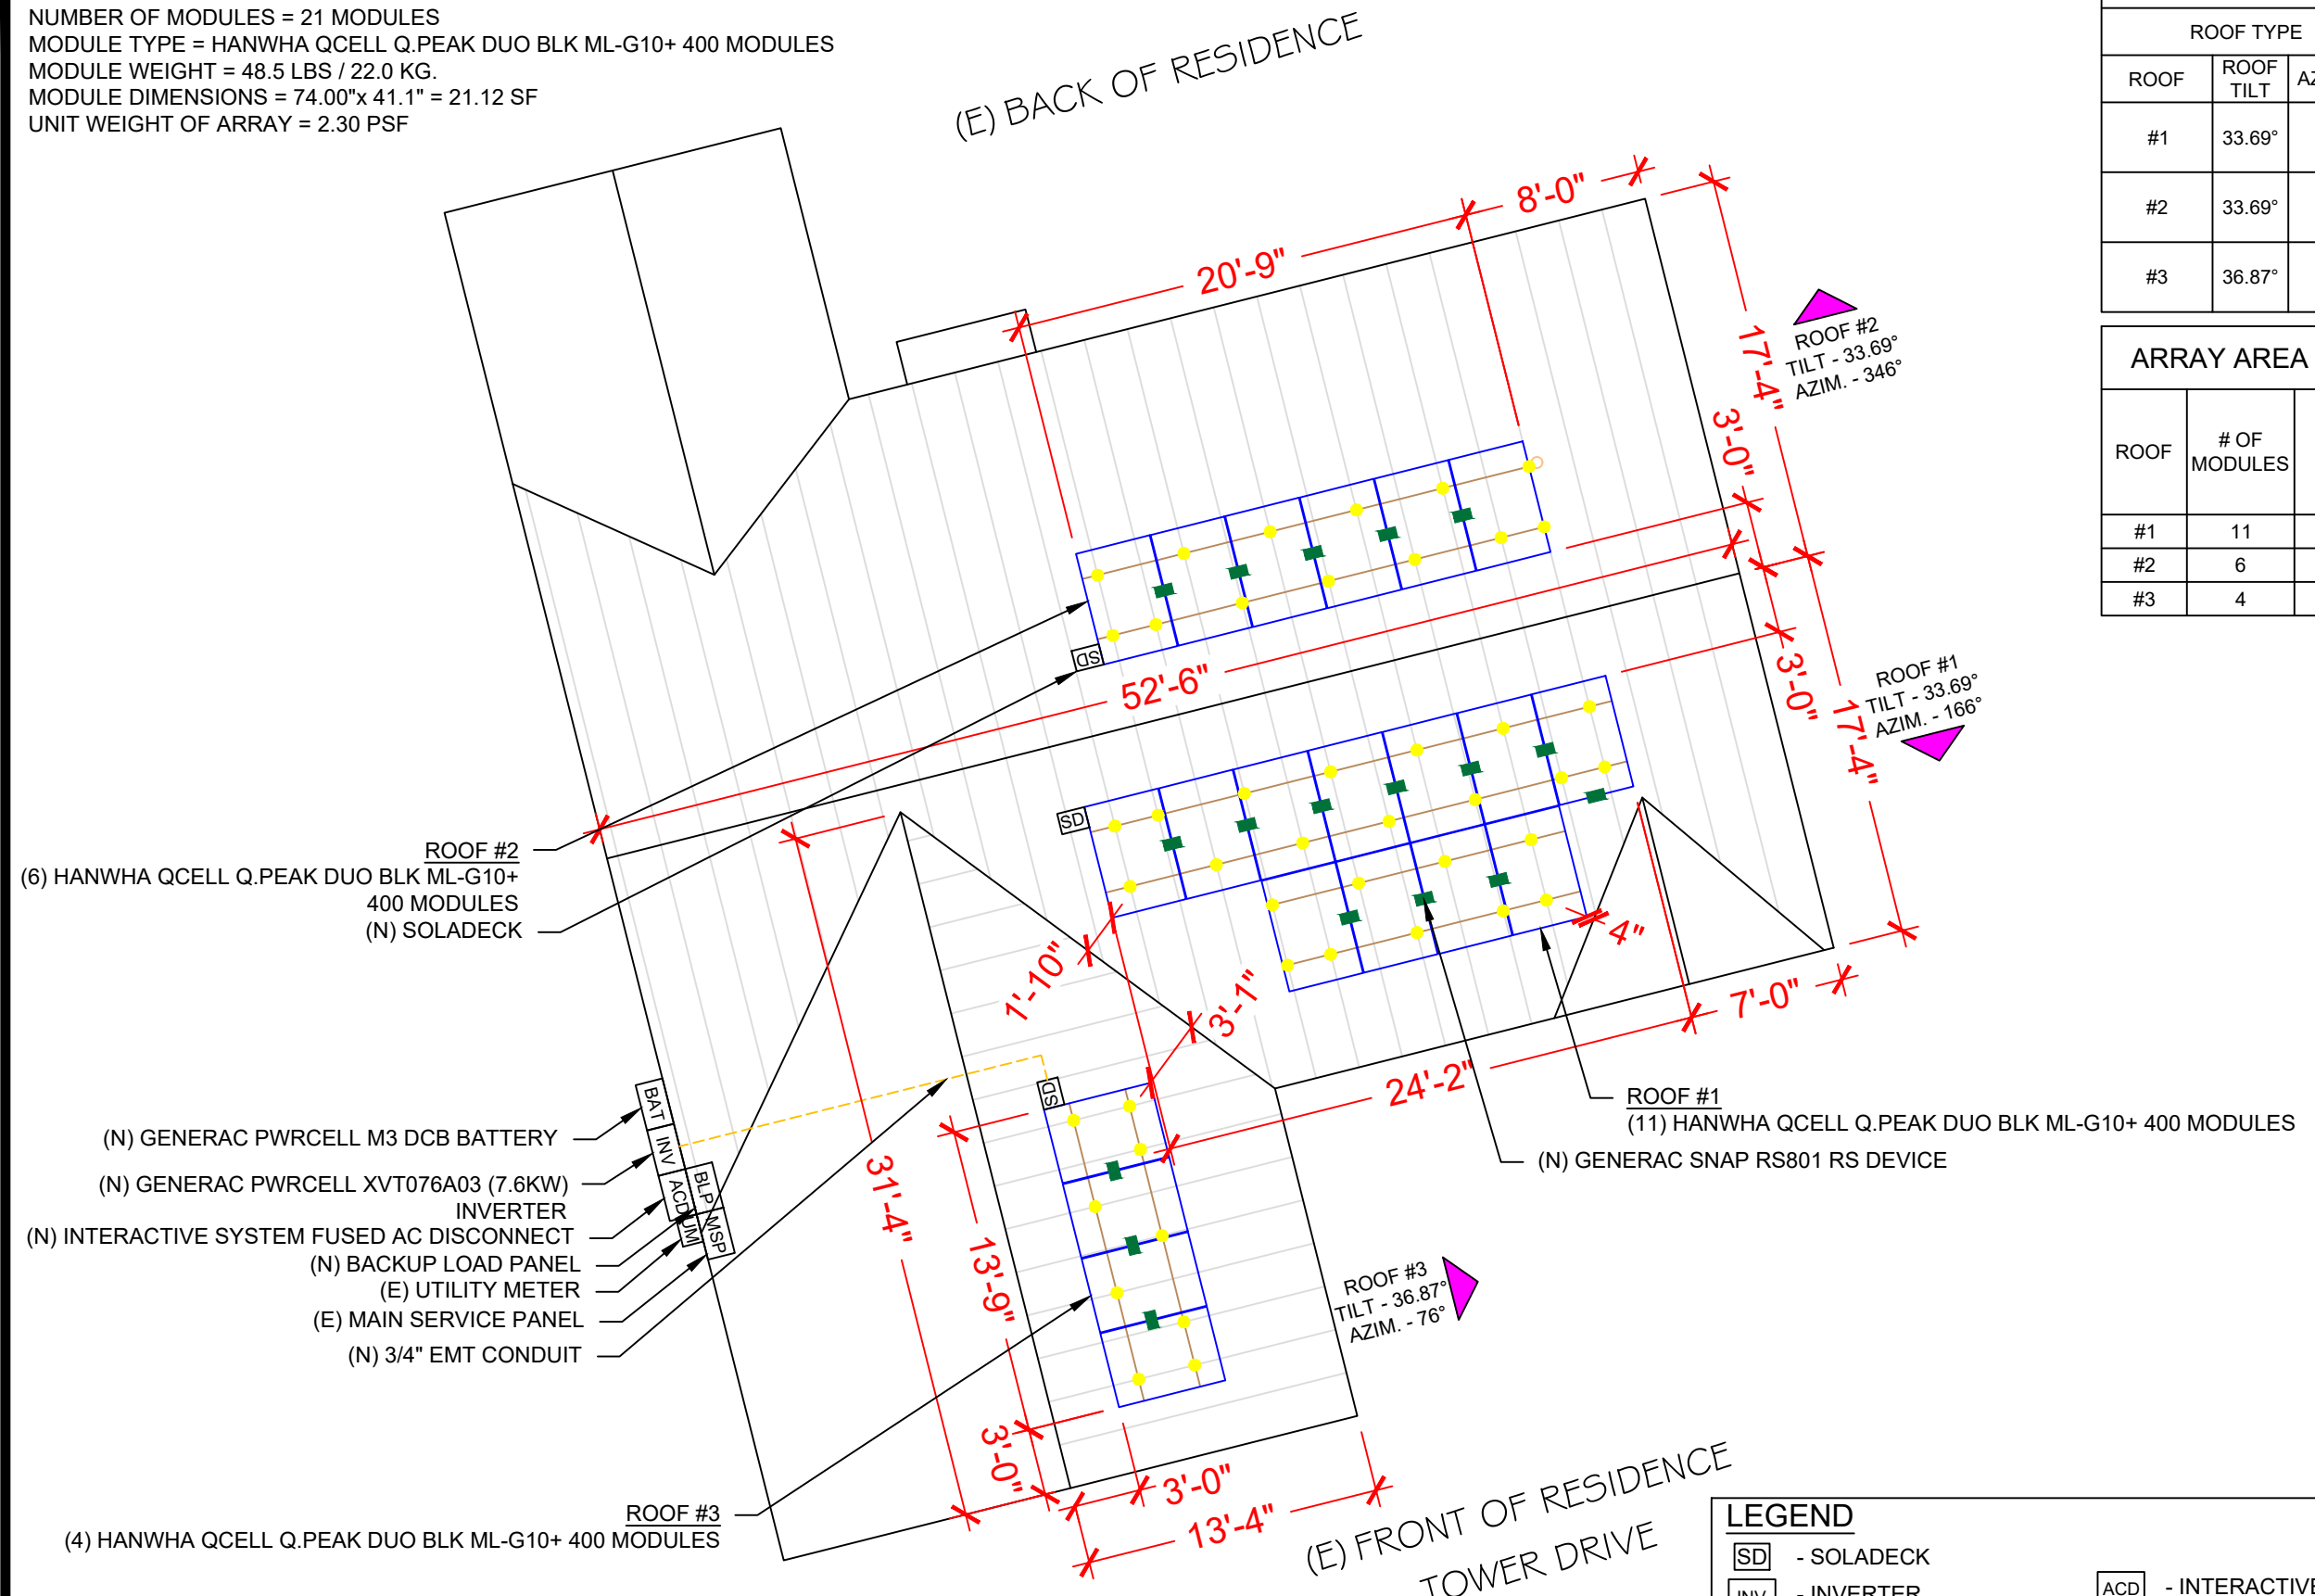 NUMBER OF MODULES = 21 MODULES
MODULE TYPE = HANWHA QCELL Q.PEAK DUO BLK ML-G10+ 400 MODULES
MODULE WEIGHT = 48.5 LBS / 22.0 KG.
MODULE DIMENSIONS = 74.00"x 41.1" = 21.12 SF
UNIT WEIGHT OF ARRAY = 2.30 PSF
(E) BACK OF RESIDENCE
ROOF TYPE
ROOF
ROOF
TILT
#1
33.69°
#2
33.69°
#3
36.87°
ARRAY AREA
ROOF
# OF
MODULES
#1
11
#2
6
#3
4
8'-0"
20'-9"
17'-4"
3'-0"
ROOF #2
TILT - 33.69°
AZIM. - 346°
SD
52'-6"
3'-0"
17'-4"
ROOF #1
TILT - 33.69°
AZIM. - 166°
SD
ROOF #2
(6) HANWHA QCELL Q.PEAK DUO BLK ML-G10+
400 MODULES
(N) SOLADECK
1'-10"
3'-1"
4"
7'-0"
24'-2"
SD
ROOF #1
(11) HANWHA QCELL Q.PEAK DUO BLK ML-G10+ 400 MODULES
(N) GENERAC SNAP RS801 RS DEVICE
BAT
INV
ACD
BLP
UM
MSP
(N) GENERAC PWRCELL M3 DCB BATTERY
(N) GENERAC PWRCELL XVT076A03 (7.6KW)
INVERTER
(N) INTERACTIVE SYSTEM FUSED AC DISCONNECT
(N) BACKUP LOAD PANEL
(E) UTILITY METER
(E) MAIN SERVICE PANEL
(N) 3/4" EMT CONDUIT
31'-4"
13'-9"
ROOF #3
TILT - 36.87°
AZIM. - 76°
3'-0"
3'-0"
13'-4"
ROOF #3
(4) HANWHA QCELL Q.PEAK DUO BLK ML-G10+ 400 MODULES
(E) FRONT OF RESIDENCE
TOWER DRIVE
LEGEND
SD - SOLADECK
INV - INVERTER
ACD - INTERACTIVE